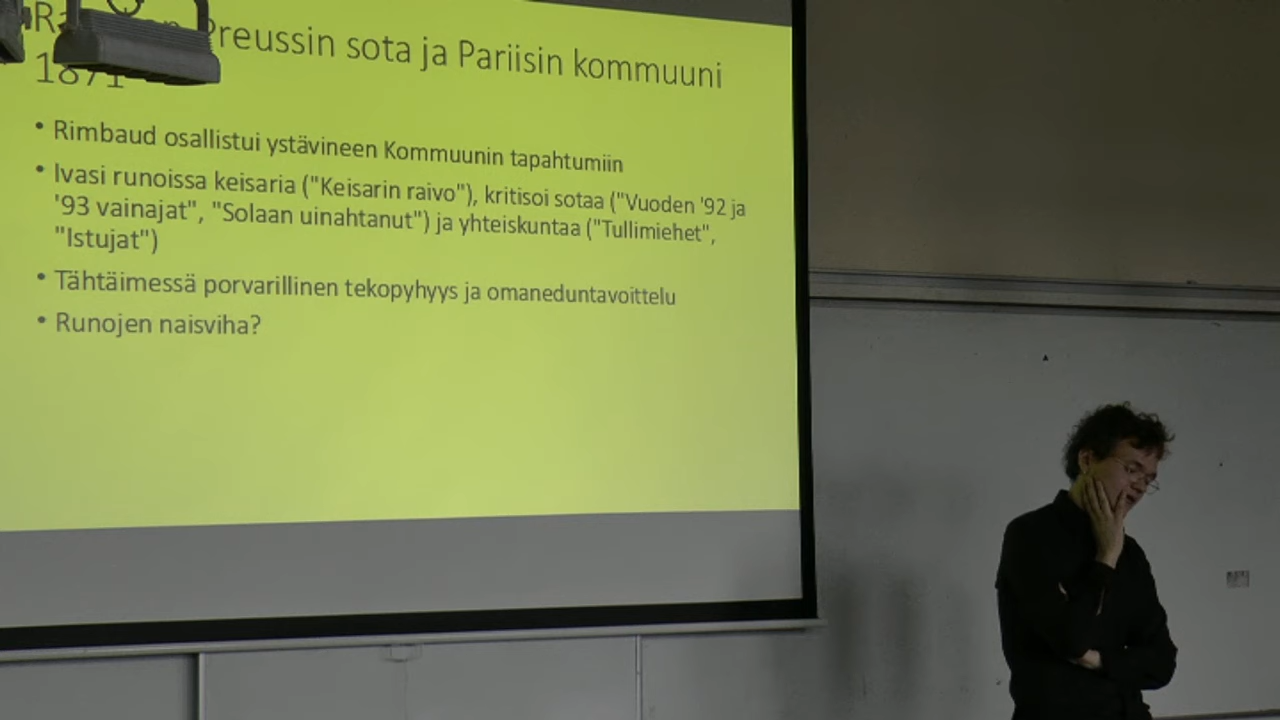 Preussin sota ja Pariisin kommuuni
1871
• Rimbaud osallistui ystävineen Kommuunin tapahtumiin
• Ivasi runoissa keisaria ("Keisarin raivo"), kritisoi sotaa ("Vuoden '92 ja
'93 vainajat", "Solaan uinahtanut") ja yhteiskuntaa ("Tullimiehet",
"Istujat")
• Tähtäimessä porvarillinen tekopyhyys ja omaneduntavoittelu
• Runojen naisviha?